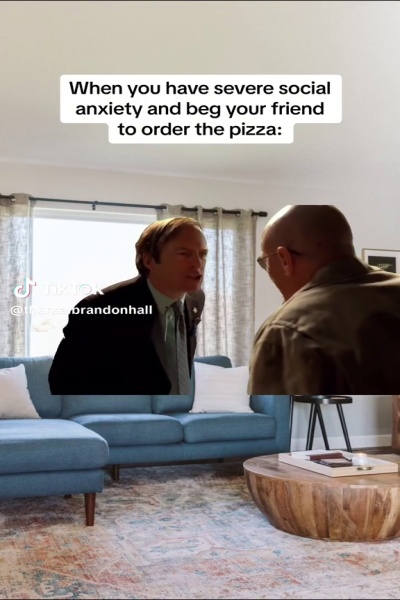 When you have severe social
anxiety and beg your friend
to order the pizza:
TikTok